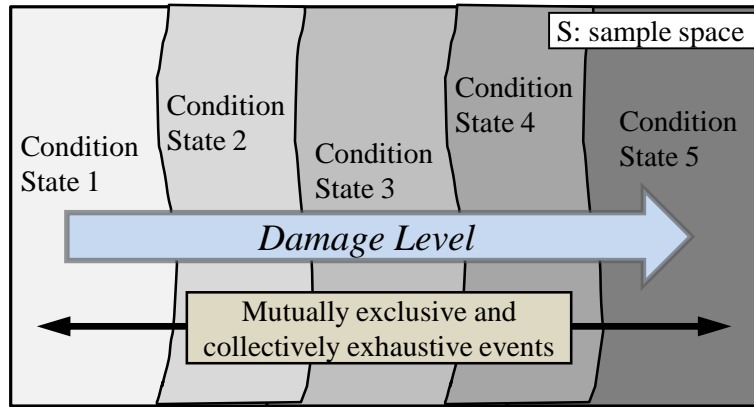 S: sample space
Condition
State 1
Condition
State 2
Condition
State 3
Condition
State 4
Condition
State 5
Damage Level
Mutually exclusive and
collectively exhaustive events